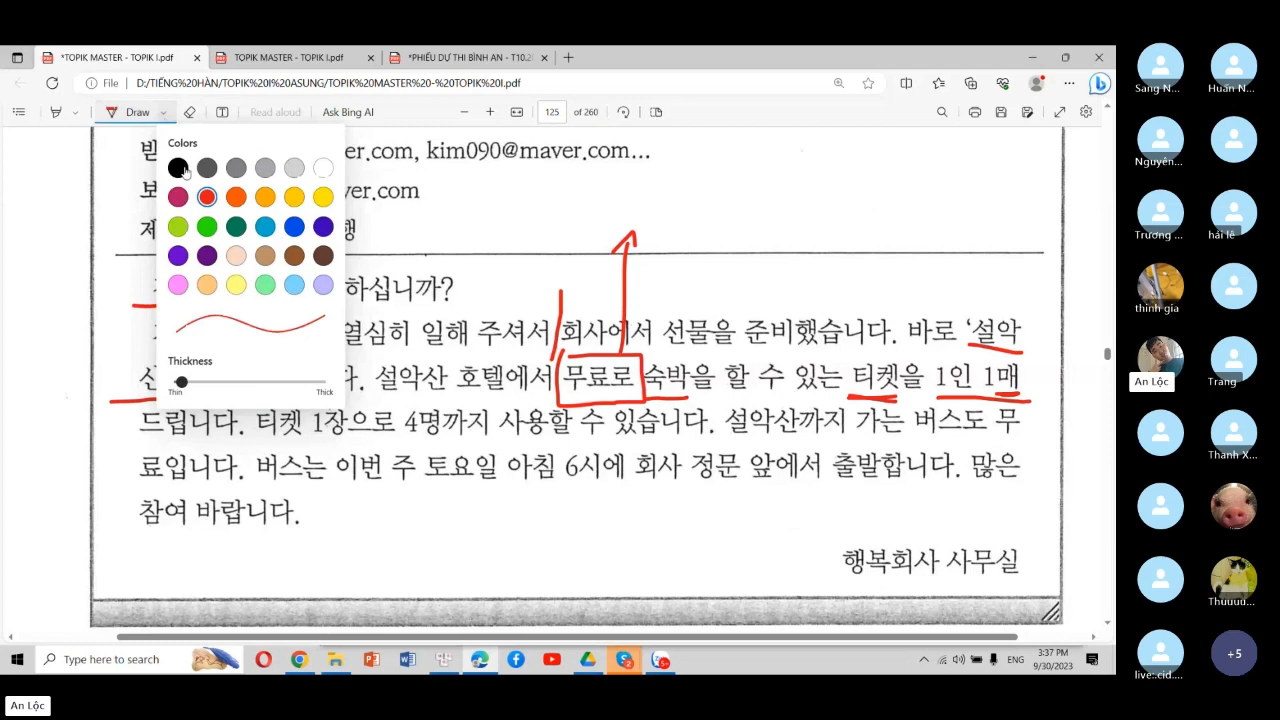 *TOPIK MASTER - TOPIK I.pdf
TOPIK MASTER - TOPIK I.pdf
*PHIẾU DỰ THI BÌNH AN - T10.2
File
D:/TIẾNG%20HÀN/TOPIK%20I%20ASUNG/TOPIK%20MASTER%20-%20TOPIK%20I.pdf
Draw
Read aloud
Ask Bing AI
125
of 260
Colors
Thickness
Thin
Thick
er.com, kim090@maver.com...
ver.com
행
하십니까?
열심히 일해 주셔서 회사에서 선물을 준비했습니다. 바로 ‘설악
다. 설악산 호텔에서 무료로 숙박을 할 수 있는 티켓을 1인 1매
드립니다. 티켓 1장으로 4명까지 사용할 수 있습니다. 설악산까지 가는 버스도 무
료입니다. 버스는 이번 주 토요일 아침 6시에 회사 정문 앞에서 출발합니다. 많은
참여 바랍니다.
행복회사 사무실
Sang N...
Huấn N...
Nguyễn...
Trương ...
hải lê
thinh gia
An Lộc
Trang
Thanh X...
Thuuuu...
live:.cid....
+5
Type here to search
ENG
3:37 PM
9/30/2023
An Lộc